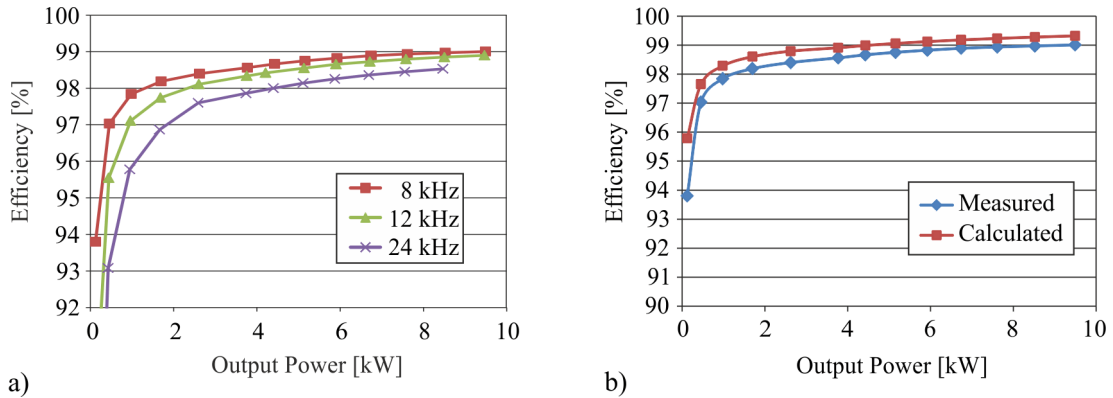 100
99
98
97
96
95
94
93
92
0 2 4 6 8 10
Efficiency [%]
Output Power [kW]
8 kHz
12 kHz
24 kHz
a)
100
99
98
97
96
95
94
93
92
91
90
0 2 4 6 8 10
Efficiency [%]
Output Power [kW]
Measured
Calculated
b)